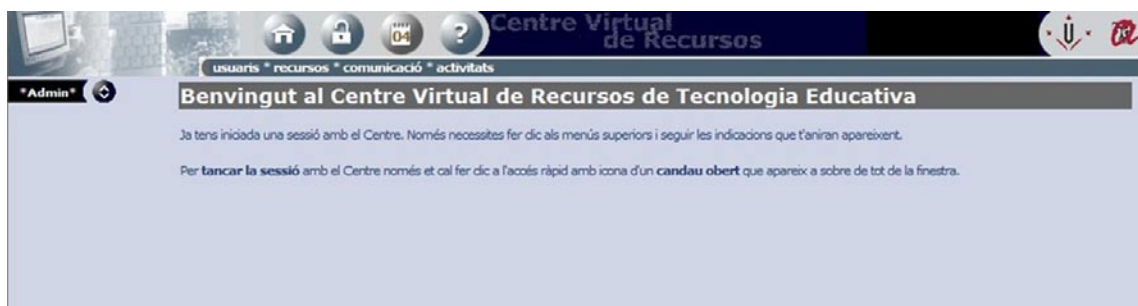 Centre Virtual
de Recursos
04
?
usuaris * recursos * comunicació * activitats
*Admin*
Benvingut al Centre Virtual de Recursos de Tecnologia Educativa
Ja tens iniciada una sessió amb el Centre. Només necessites fer clic als menús superiors i seguir les indicacions que t'aniran apareixent.
Per tancar la sessió amb el Centre només et cal fer clic a l'accés ràpid amb icona d'un candau obert que apareix a sobre de tot de la finestra.